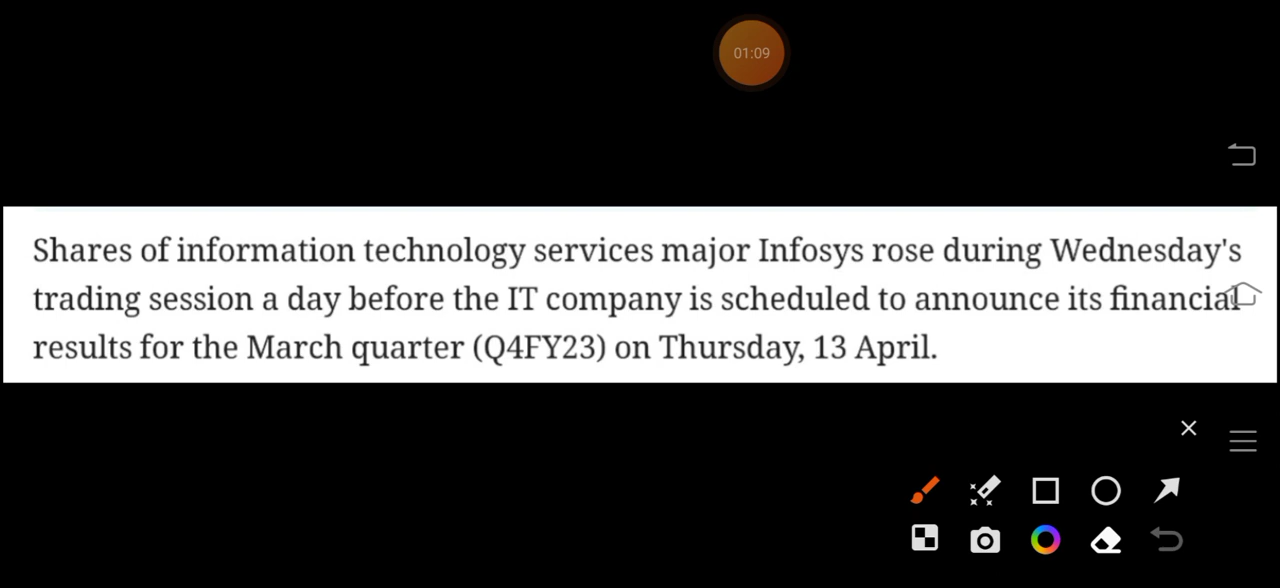 01:09
Shares of information technology services major Infosys rose during Wednesday's
trading session a day before the IT company is scheduled to announce its financial
results for the March quarter (Q4FY23) on Thursday, 13 April.